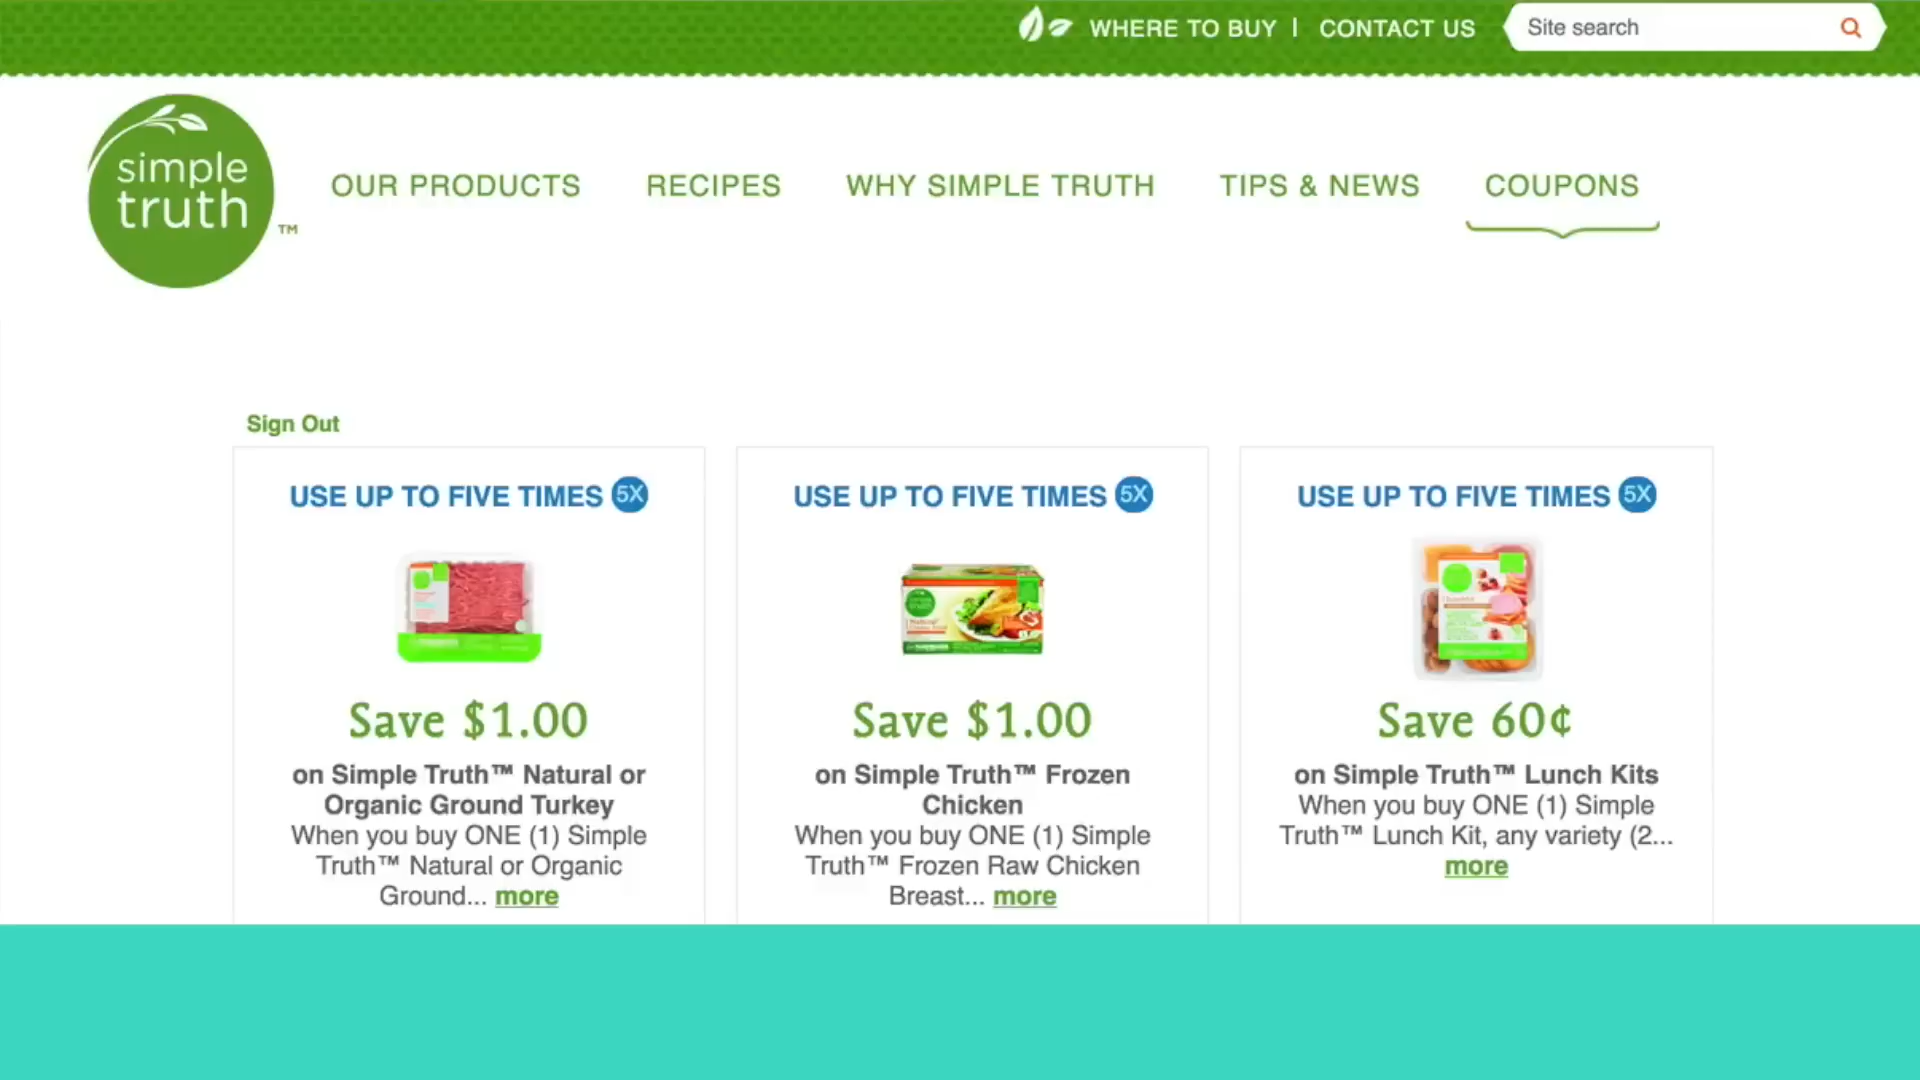 WHERE TO BUY | CONTACT US
Site search
simple
truth
™
OUR PRODUCTS
RECIPES
WHY SIMPLE TRUTH
TIPS & NEWS
COUPONS
Sign Out
USE UP TO FIVE TIMES 5X
Save $1.00
on Simple Truth™ Natural or
Organic Ground Turkey
When you buy ONE (1) Simple
Truth™ Natural or Organic
Ground... more
USE UP TO FIVE TIMES 5X
simple
truth
Save $1.00
on Simple Truth™ Frozen
Chicken
When you buy ONE (1) Simple
Truth™ Frozen Raw Chicken
Breast... more
USE UP TO FIVE TIMES 5X
Save 60¢
on Simple Truth™ Lunch Kits
When you buy ONE (1) Simple
Truth™ Lunch Kit, any variety (2...
more